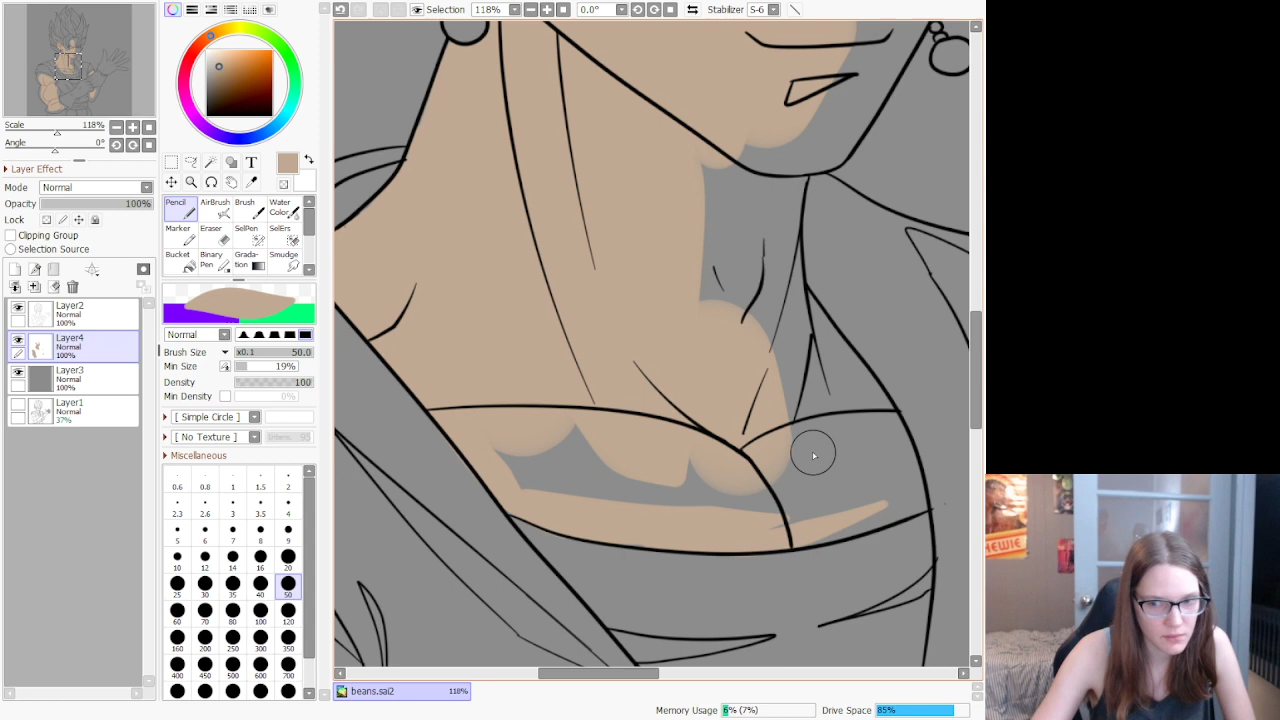 Selection
118%
0.0°
Stabilizer
S-6
Scale
118%
Angle
0°
Layer Effect
Mode
Normal
Opacity
100%
Lock
Clipping Group
Selection Source
Layer2
Normal
100%
Layer4
Normal
100%
Layer3
Normal
100%
Layer1
Normal
37%
T
Pencil
AirBrush
Brush
Water Color
Marker
Eraser
SelPen
SelErs
Bucket
Binary Pen
Grada-tion
Smudge
Normal
Brush Size
x0.1
50.0
Min Size
19%
Density
100
Min Density
0%
[ Simple Circle ]
[ No Texture ]
Intens.
95
Miscellaneous
0.6 0.8 1 1.5 2
2.3 2.6 3 3.5 4
5 6 7 8 9
10 12 14 16 20
25 30 35 40 50
60 70 80 100 120
160 200 250 300 350
400 450 500 600 700
beans.sai2
118%
Memory Usage
6% (7%)
Drive Space
85%
HEWIE